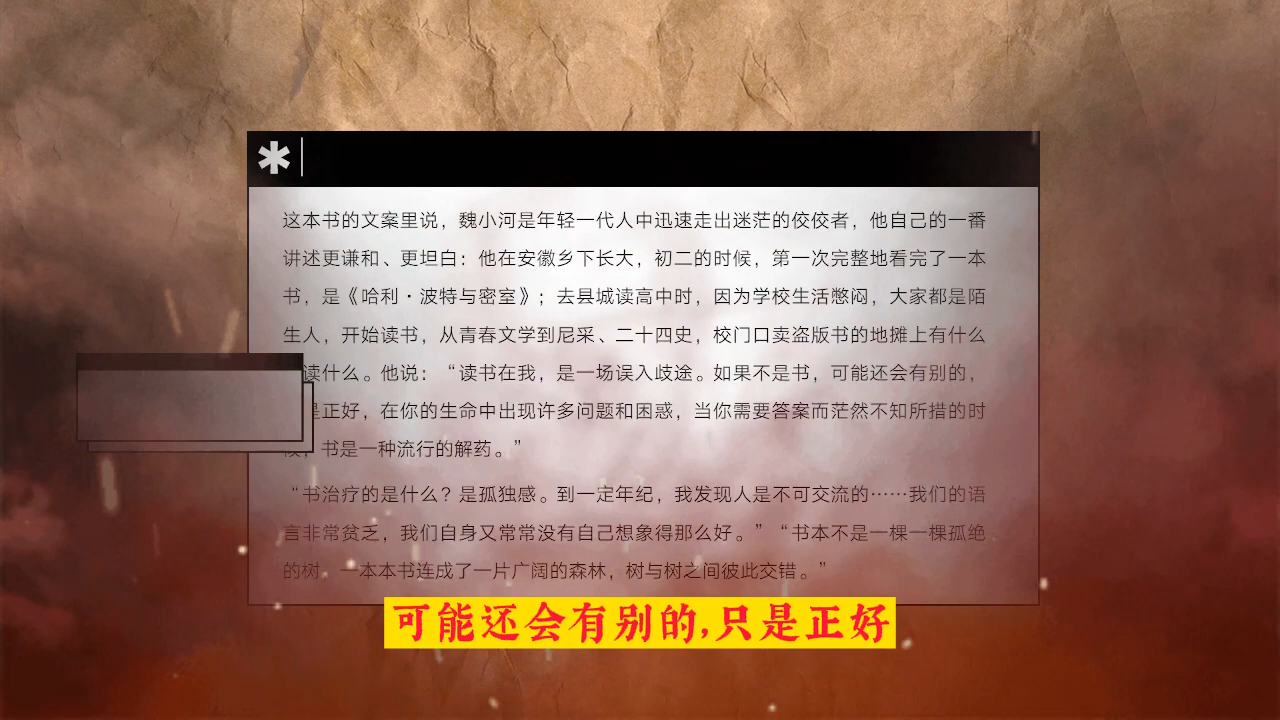 这本书的文案里说，魏小河是年轻一代人中迅速走出迷茫的佼佼者，他自己的一番
讲述更谦和、更坦白：他在安徽乡下长大，初二的时候，第一次完整地看完了一本
书，是《哈利·波特与密室》；去县城读高中时，因为学校生活憋闷，大家都是陌
生人，开始读书，从青春文学到尼采、二十四史，校门口卖盗版书的地摊上有什么
读什么。他说：“读书在我，是一场误入歧途。如果不是书，可能还会有别的，
是正好，在你的生命中出现许多问题和困惑，当你需要答案而茫然不知所措的时
候，书是一种流行的解药。”
“书治疗的是什么？是孤独感。到一定年纪，我发现人是不可交流的……我们的语
言非常贫乏，我们自身又常常没有自己想象得那么好。”“书本不是一棵一棵孤绝
的树，一本本书连成了一片广阔的森林，树与树之间彼此交错。”
可能还会有别的,只是正好